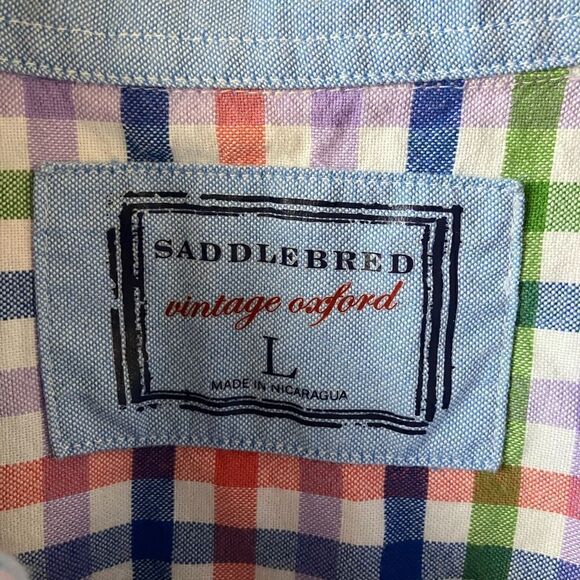 SADDLEBRED
vintage oxford
L
MADE IN NICARAGUA